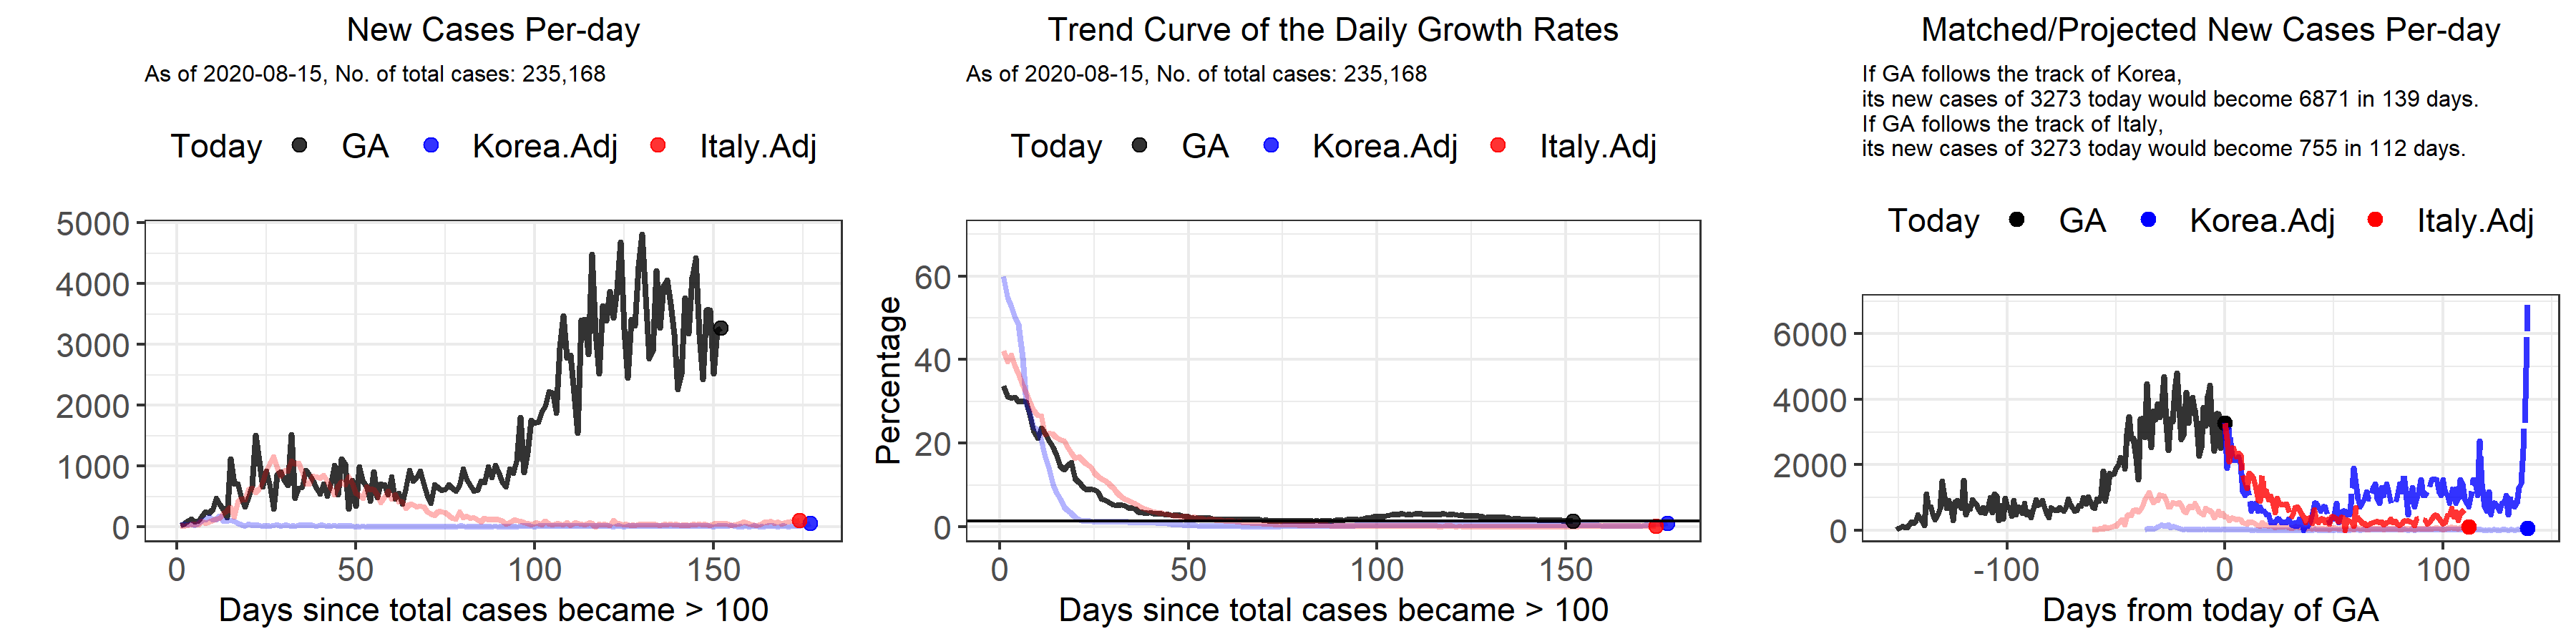 New Cases Per-day
As of 2020-08-15, No. of total cases: 235,168
Today GA Korea.Adj Italy.Adj
5000
4000
3000
2000
1000
0
0 50 100 150
Days since total cases became > 100
Trend Curve of the Daily Growth Rates
As of 2020-08-15, No. of total cases: 235,168
Today GA Korea.Adj Italy.Adj
Percentage
60
40
20
0
0 50 100 150
Days since total cases became > 100
Matched/Projected New Cases Per-day
If GA follows the track of Korea,
its new cases of 3273 today would become 6871 in 139 days.
If GA follows the track of Italy,
its new cases of 3273 today would become 755 in 112 days.
Today GA Korea.Adj Italy.Adj
6000
4000
2000
0
-100 0 100
Days from today of GA